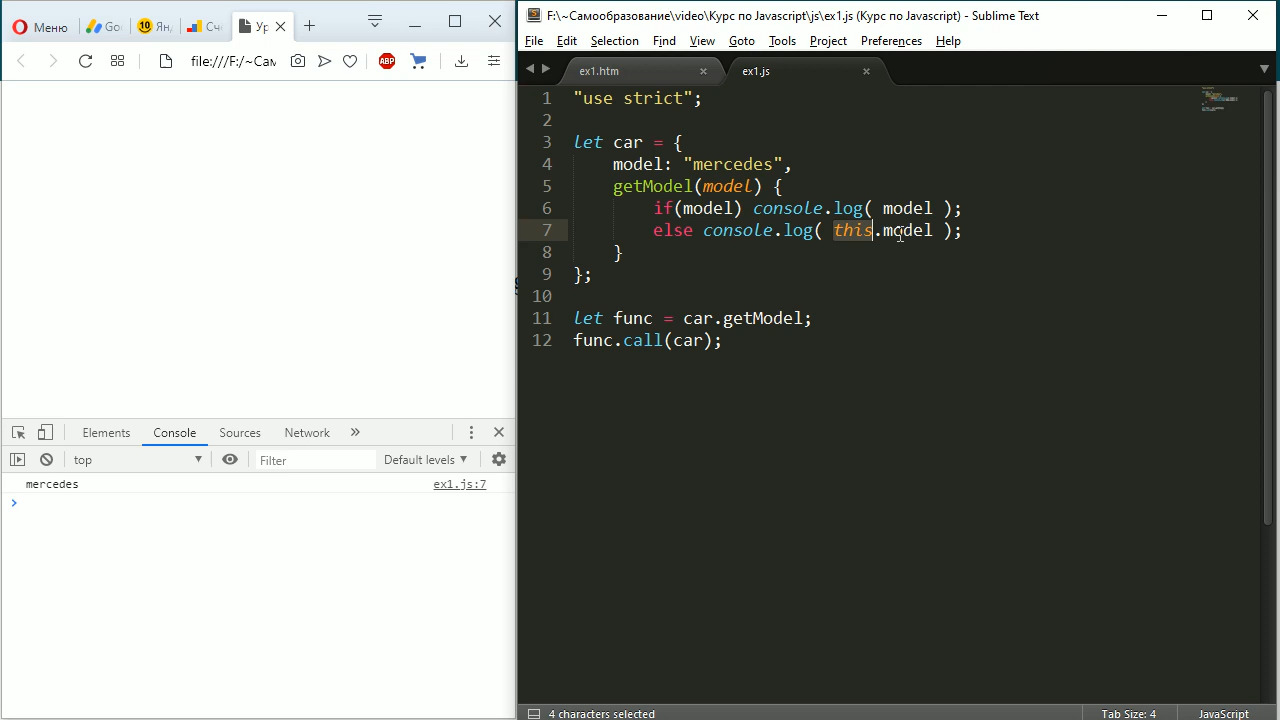 Меню
Go
Янд
Счё
Ур
file:///F:/~Сам
ABP
Elements
Console
Sources
Network
»
top
Filter
Default levels
mercedes
ex1.js:7
F:\~Самообразование\video\Курс по Javascript\js\ex1.js (Курс по Javascript) - Sublime Text
File
Edit
Selection
Find
View
Goto
Tools
Project
Preferences
Help
ex1.htm
ex1.js
1 "use strict";
2
3 let car = {
4 model: "mercedes",
5 getModel(model) {
6 if(model) console.log( model );
7 else console.log( this.model );
8 }
9 };
10
11 let func = car.getModel;
12 func.call(car);
4 characters selected
Tab Size: 4
JavaScript